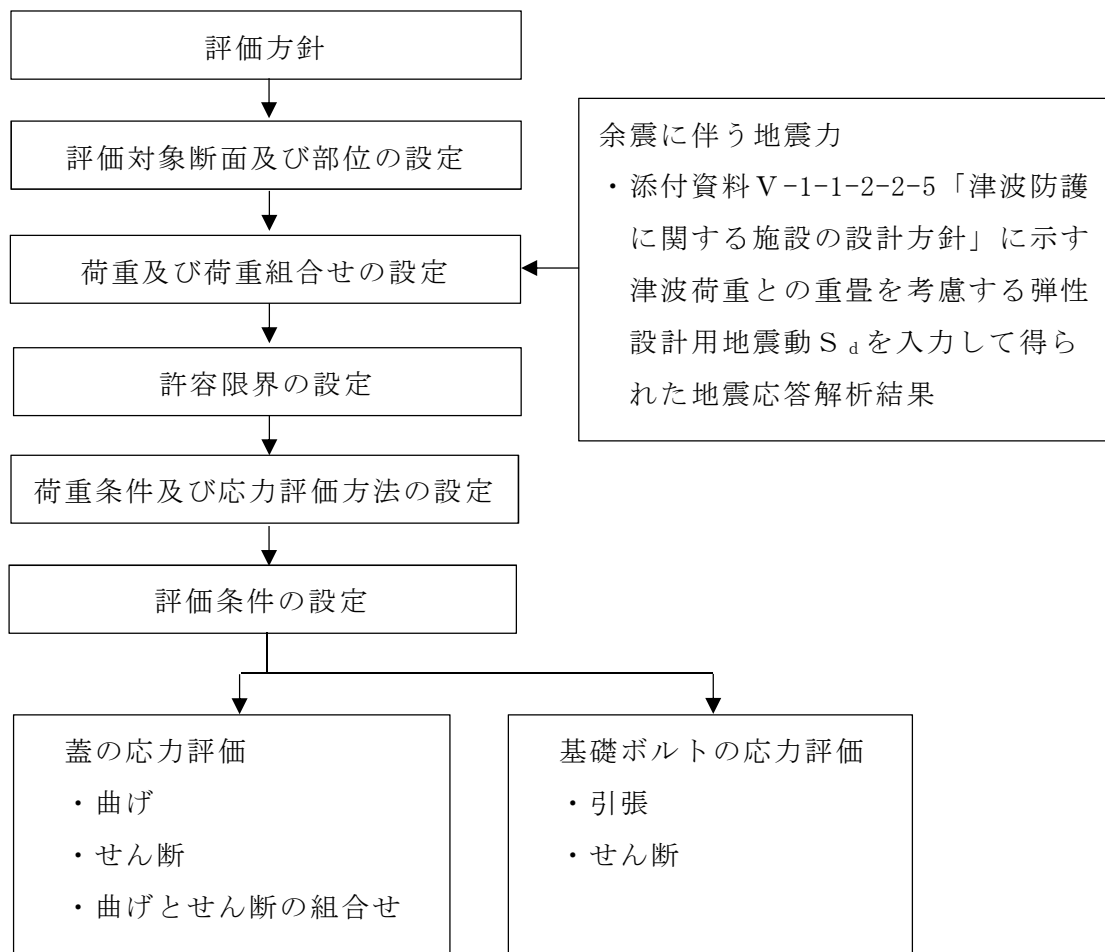 評価方針
評価対象断面及び部位の設定
荷重及び荷重組合せの設定
余震に伴う地震力
・添付資料Ⅴ-1-1-2-2-5「津波防護
に関する施設の設計方針」に示す
津波荷重との重畳を考慮する弾性
設計用地震動Ｓdを入力して得ら
れた地震応答解析結果
許容限界の設定
荷重条件及び応力評価方法の設定
評価条件の設定
蓋の応力評価
・曲げ
・せん断
・曲げとせん断の組合せ
基礎ボルトの応力評価
・引張
・せん断